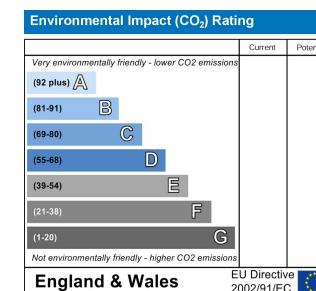 Environmental Impact (CO₂) Rating
Current Poten
Very environmentally friendly - lower CO2 emissions
(92 plus) A
(81-91) B
(69-80) C
(55-68) D
(39-54) E
(21-38) F
(1-20) G
Not environmentally friendly - higher CO2 emissions
England & Wales
EU Directive
2002/91/EC